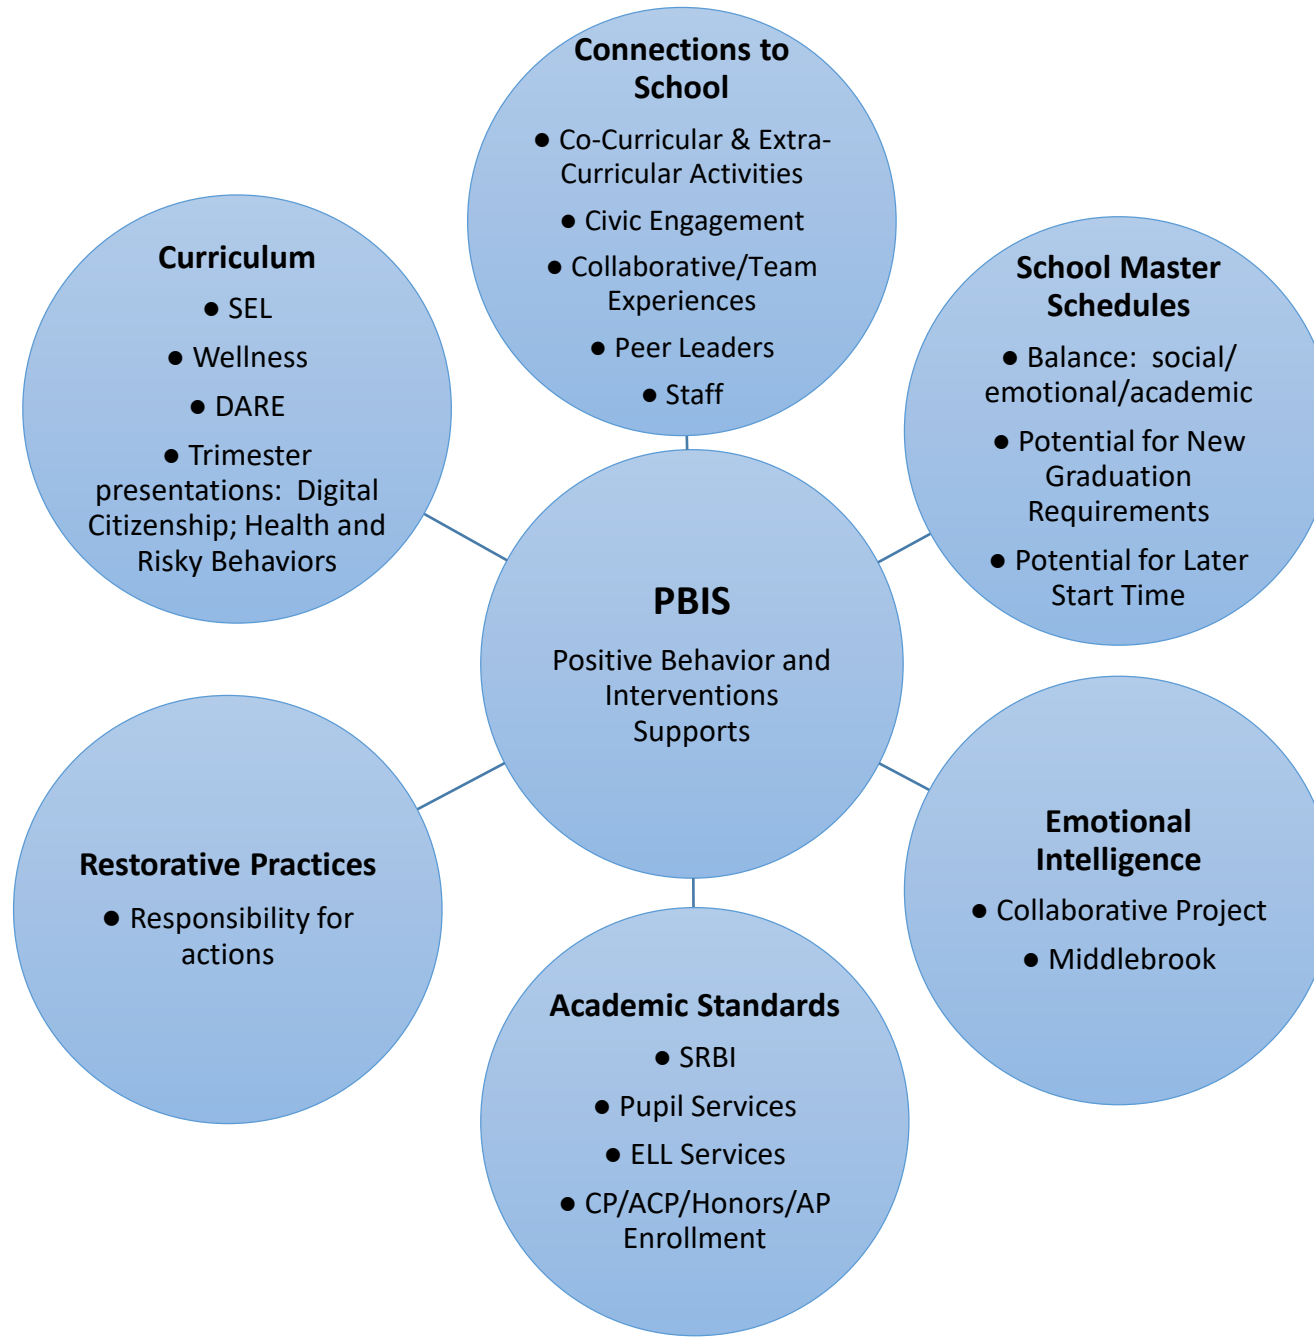 Connections to
School
● Co-Curricular & Extra-
Curricular Activities
● Civic Engagement
● Collaborative/Team
Experiences
● Peer Leaders
● Staff
Curriculum
● SEL
● Wellness
● DARE
● Trimester
presentations:  Digital
Citizenship; Health and
Risky Behaviors
School Master
Schedules
● Balance:  social/
emotional/academic
● Potential for New
Graduation
Requirements
● Potential for Later
Start Time
PBIS
Positive Behavior and
Interventions
Supports
Restorative Practices
● Responsibility for
actions
Emotional
Intelligence
● Collaborative Project
● Middlebrook
Academic Standards
● SRBI
● Pupil Services
● ELL Services
● CP/ACP/Honors/AP
Enrollment